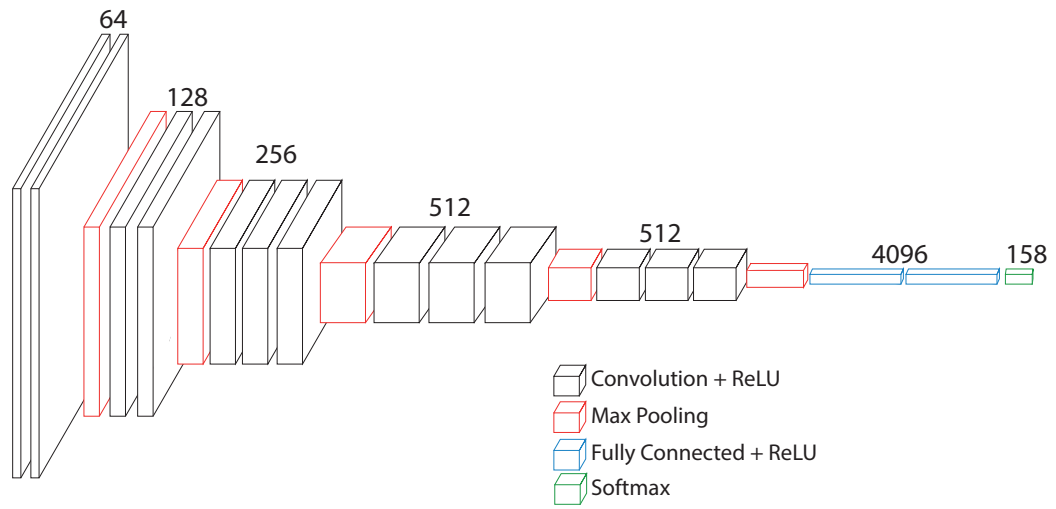 64
128
256
512
512
4096
158
Convolution + ReLU
Max Pooling
Fully Connected + ReLU
Softmax